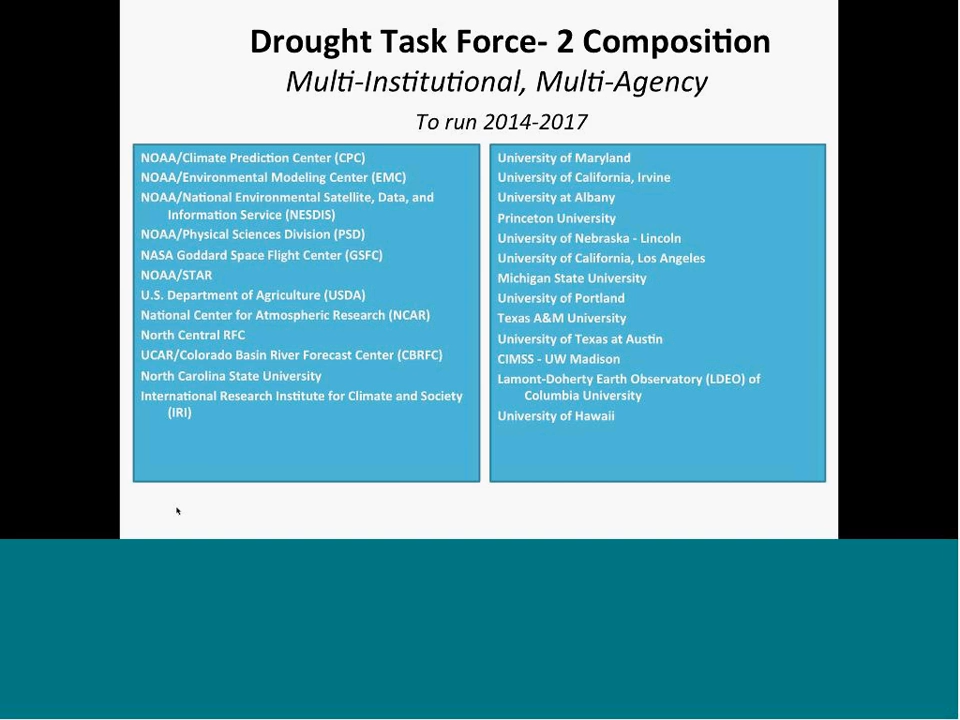 Drought Task Force- 2 Composition
Multi-Institutional, Multi-Agency
To run 2014-2017
NOAA/Climate Prediction Center (CPC)
NOAA/Environmental Modeling Center (EMC)
NOAA/National Environmental Satellite, Data, and
Information Service (NESDIS)
NOAA/Physical Sciences Division (PSD)
NASA Goddard Space Flight Center (GSFC)
NOAA/STAR
U.S. Department of Agriculture (USDA)
National Center for Atmospheric Research (NCAR)
North Central RFC
UCAR/Colorado Basin River Forecast Center (CBRFC)
North Carolina State University
International Research Institute for Climate and Society
(IRI)
University of Maryland
University of California, Irvine
University at Albany
Princeton University
University of Nebraska - Lincoln
University of California, Los Angeles
Michigan State University
University of Portland
Texas A&M University
University of Texas at Austin
CIMSS - UW Madison
Lamont-Doherty Earth Observatory (LDEO) of
Columbia University
University of Hawaii